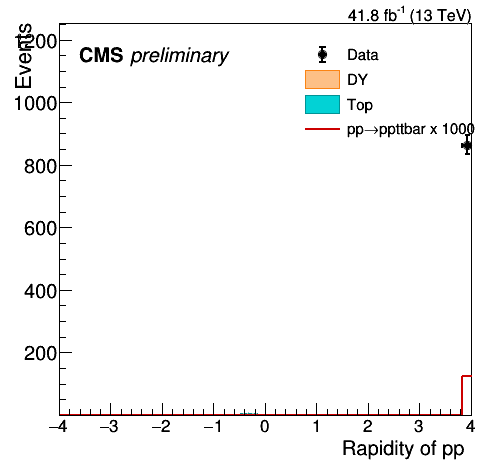 41.8 fb-1 (13 TeV)
CMS preliminary
Data
DY
Top
pp→ppttbar x 1000
Events
1200
1000
800
600
400
200
−4 −3 −2 −1 0 1 2 3 4
Rapidity of pp